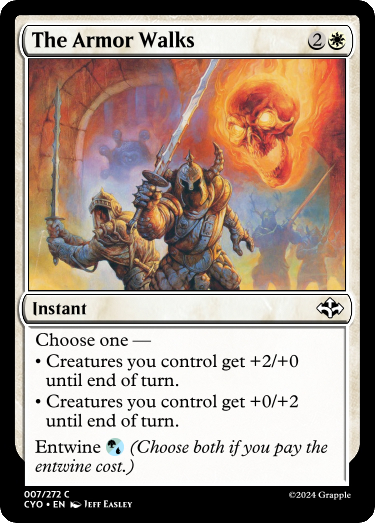 The Armor Walks 2
Instant
Choose one —
• Creatures you control get +2/+0
until end of turn.
• Creatures you control get +0/+2
until end of turn.
Entwine (Choose both if you pay the
entwine cost.)
007/272 C
CYO • EN Jeff Easley
©2024 Grapple